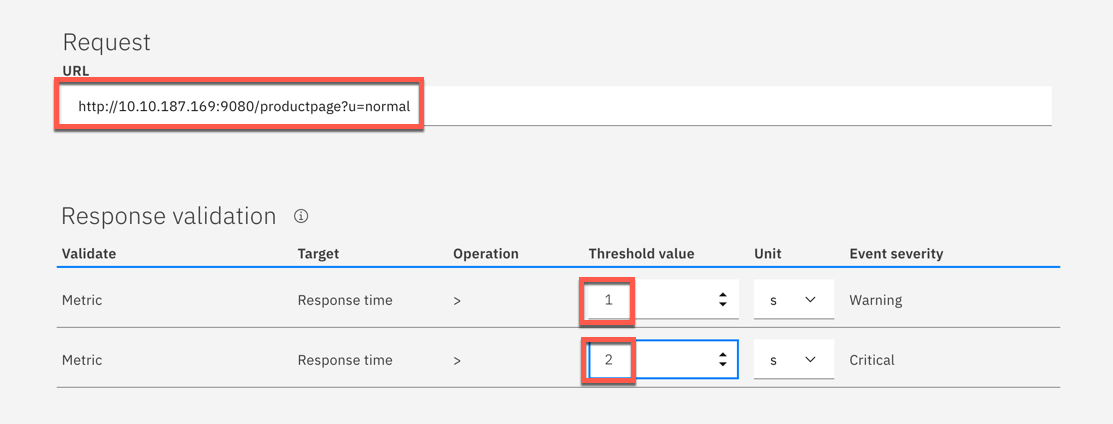 Request
URL
http://10.10.187.169:9080/productpage?u=normal
Response validation
Validate Target Operation Threshold value Unit Event severity
Metric Response time > 1 s Warning
Metric Response time > 2 s Critical